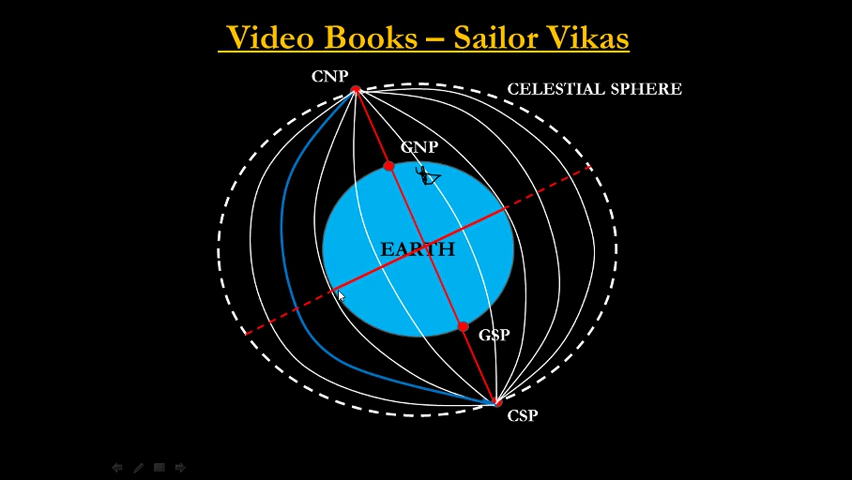 Video Books – Sailor Vikas
CNP
CELESTIAL SPHERE
GNP
EARTH
GSP
CSP